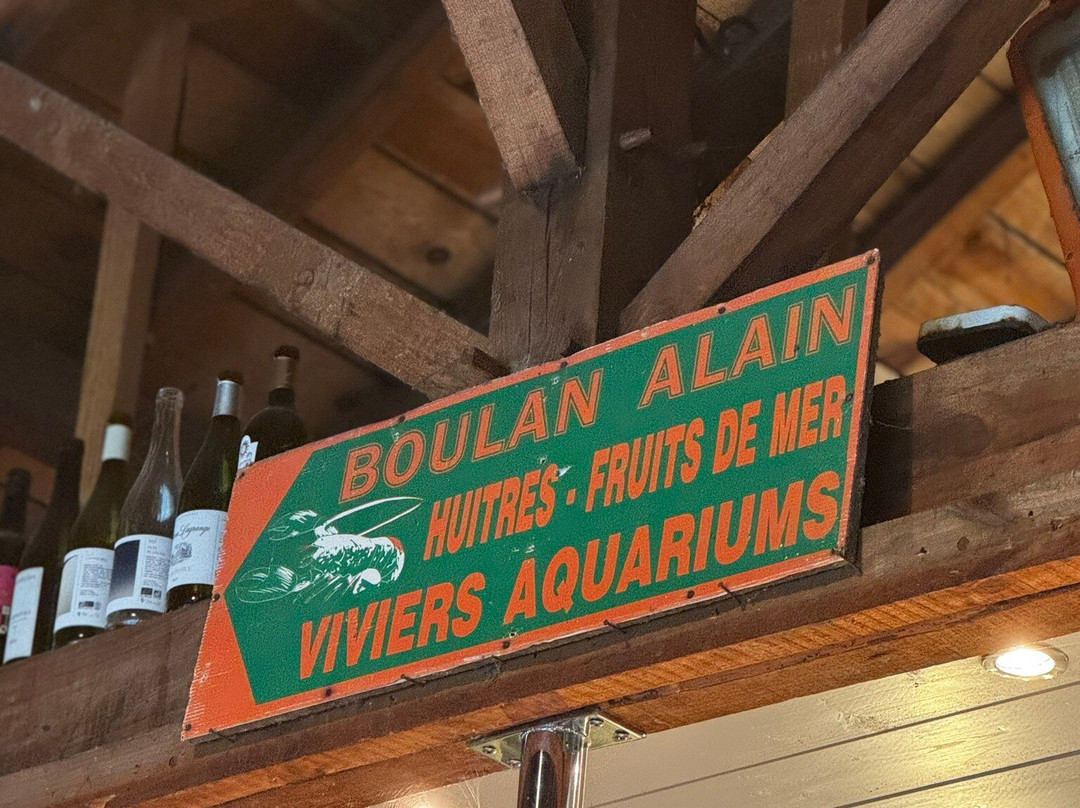 BOULAN ALAIN
HUITRES - FRUITS DE MER
VIVIERS AQUARIUMS